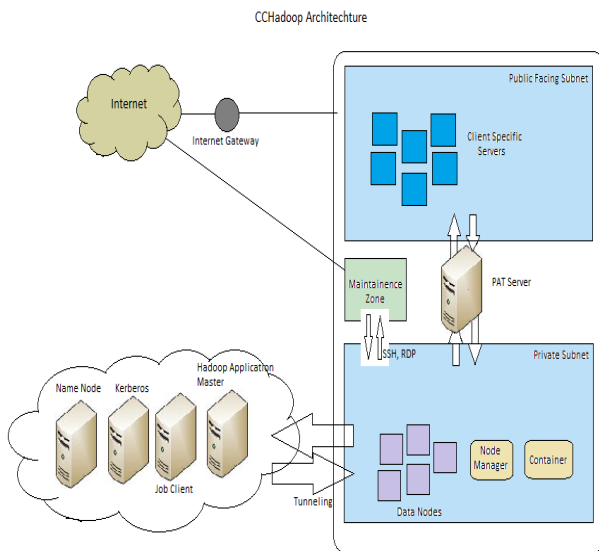 CCHadoop Architechture
Internet
Internet Gateway
Public Facing Subnet
Client Specific
Servers
Maintainence
Zone
PAT Server
SSH, RDP
Private Subnet
Hadoop Application
Master
Name Node
Kerberos
Job Client
Tunneling
Node
Manager
Container
Data Nodes